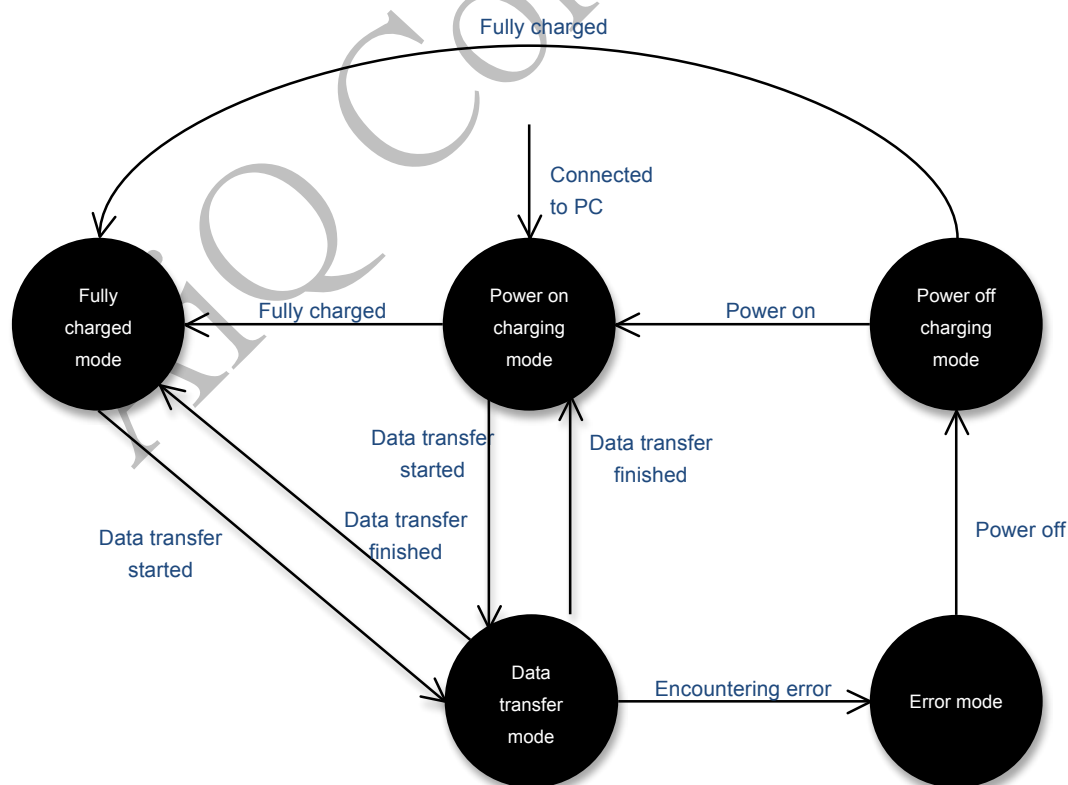 Fully charged
Connected
to PC
Fully
charged
mode
Fully charged
Power on
charging
mode
Power on
Power off
charging
mode
Data transfer
started
Data transfer
finished
Data transfer
started
Data transfer
finished
Power off
Data
transfer
mode
Encountering error
Error mode
AiQ Co